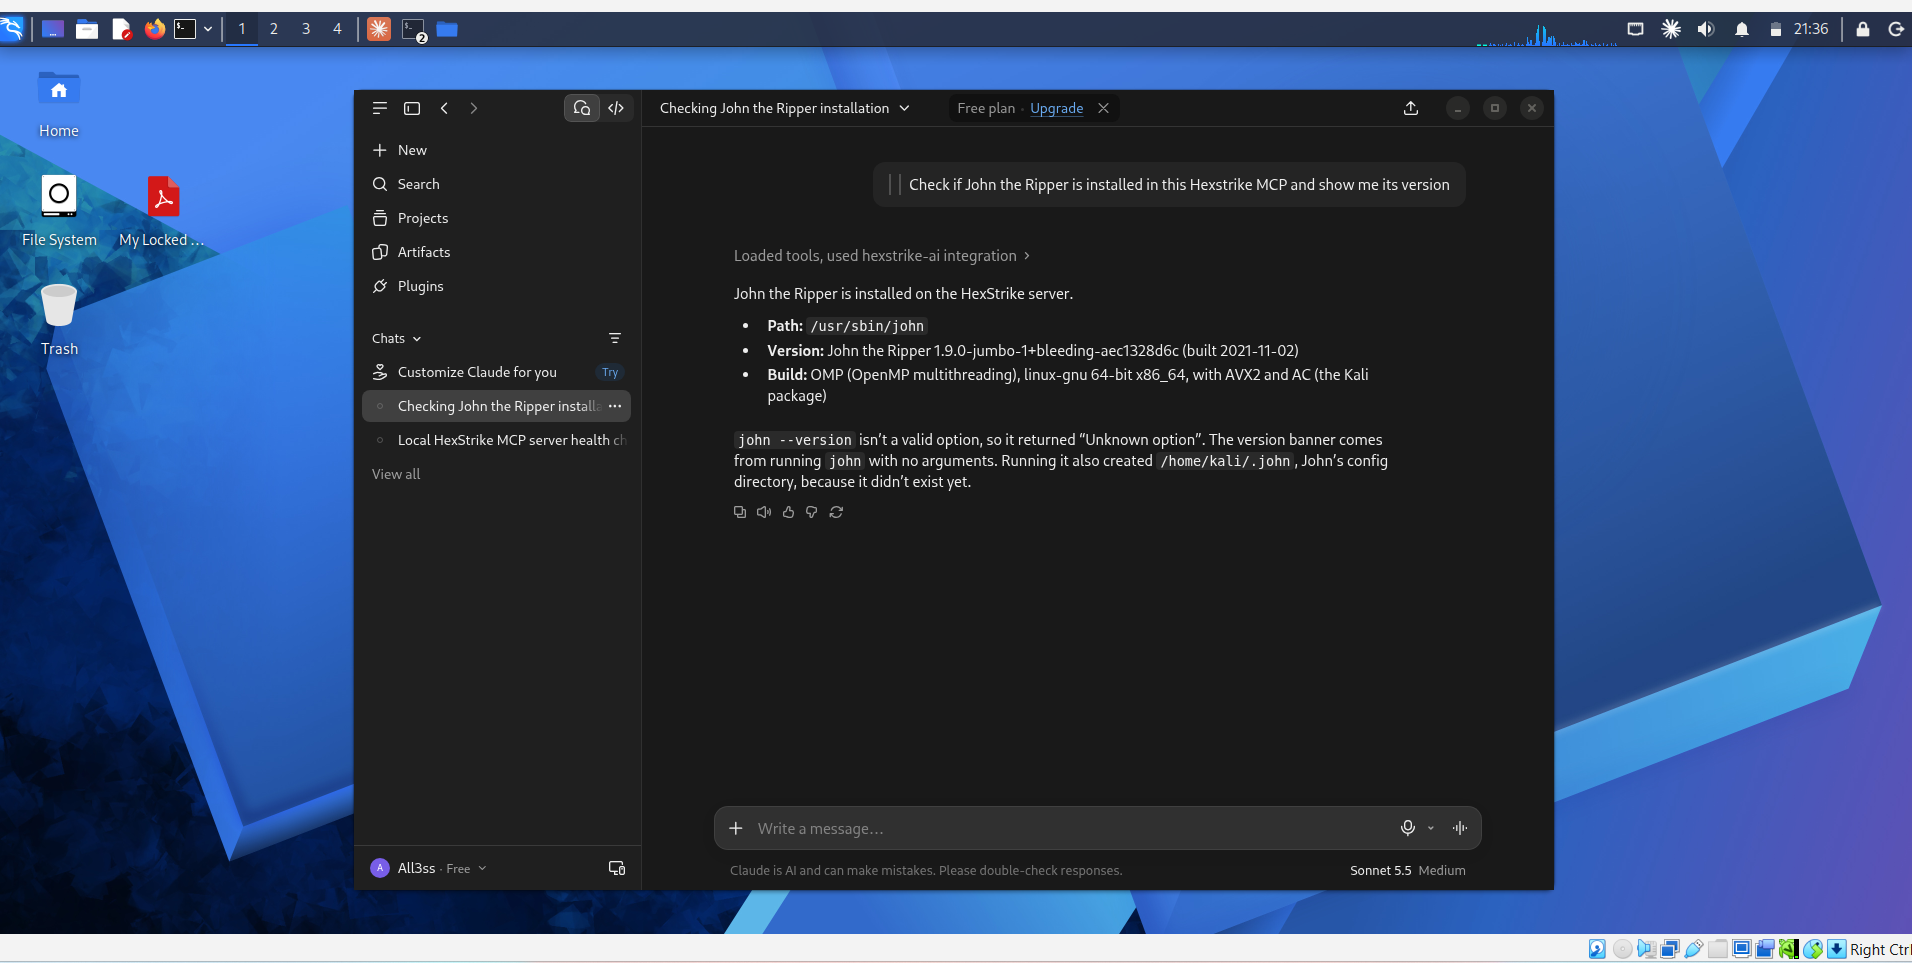 1 2 3 4
2
21:36
Home
File System
My Locked ...
Trash
Checking John the Ripper installation
Free plan · Upgrade
New
Search
Projects
Artifacts
Plugins
Chats
Customize Claude for you
Try
Checking John the Ripper installa
Local HexStrike MCP server health ch
View all
Check if John the Ripper is installed in this Hexstrike MCP and show me its version
Loaded tools, used hexstrike-ai integration
John the Ripper is installed on the HexStrike server.
• Path: /usr/sbin/john
• Version: John the Ripper 1.9.0-jumbo-1+bleeding-aec1328d6c (built 2021-11-02)
• Build: OMP (OpenMP multithreading), linux-gnu 64-bit x86_64, with AVX2 and AC (the Kali
package)
john --version isn’t a valid option, so it returned “Unknown option”. The version banner comes
from running john with no arguments. Running it also created /home/kali/.john, John’s config
directory, because it didn’t exist yet.
Write a message…
A
All3ss · Free
Claude is AI and can make mistakes. Please double-check responses.
Sonnet 5.5 Medium
Right Ctrl